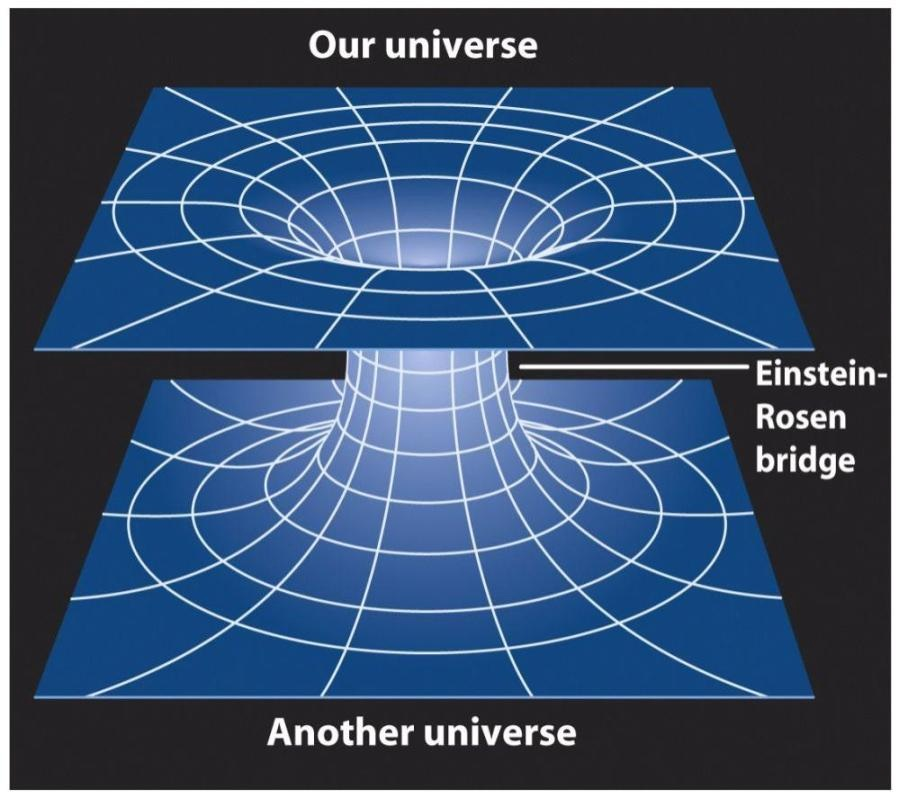 Our universe
Einstein-
Rosen
bridge
Another universe